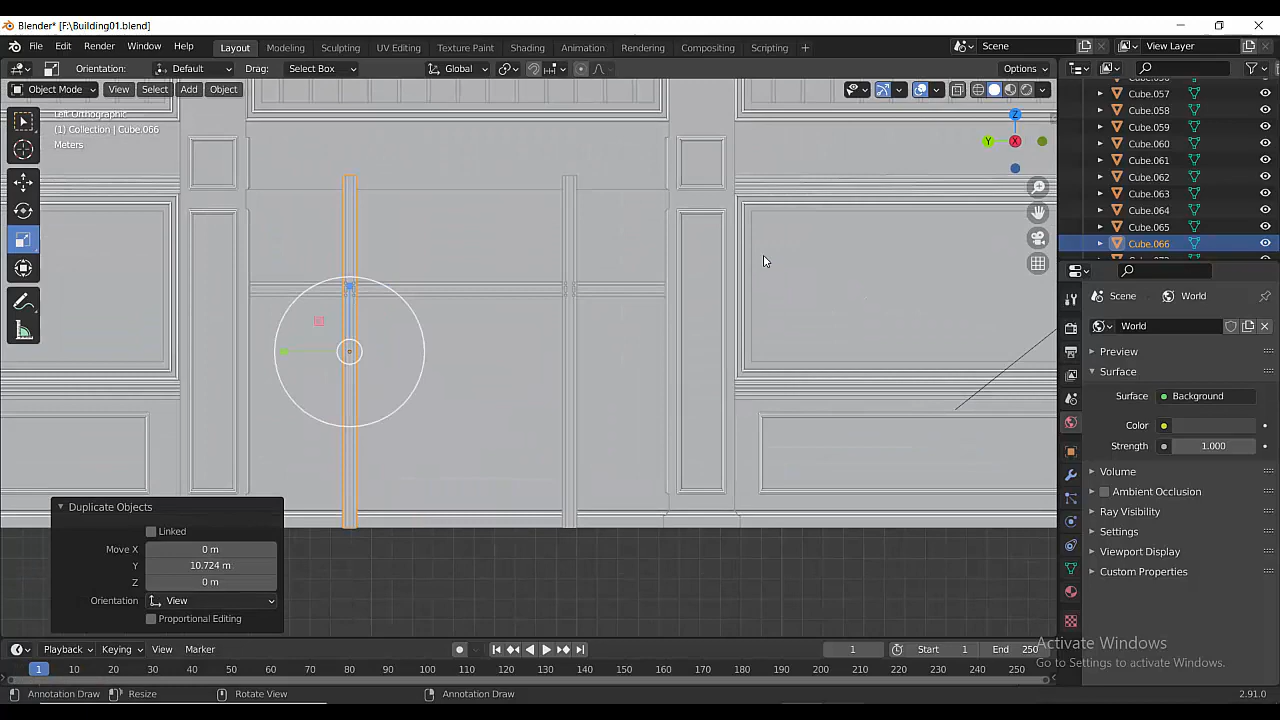 Blender* [F:\Building01.blend]
File Edit Render Window Help Layout Modeling Sculpting UV Editing Texture Paint Shading Animation Rendering Compositing Scripting + Scene View Layer
Orientation: Default Drag: Select Box Global Options
Object Mode View Select Add Object
Left Orthographic
(1) Collection | Cube.066
Meters
Z
Y X
Cube.057
Cube.058
Cube.059
Cube.060
Cube.061
Cube.062
Cube.063
Cube.064
Cube.065
Cube.066
Scene World
World
Preview
Surface
Surface Background
Color
Strength 1.000
Volume
Ambient Occlusion
Ray Visibility
Settings
Viewport Display
Custom Properties
Duplicate Objects
Linked
Move X 0 m
Y 10.724 m
Z 0 m
Orientation View
Proportional Editing
Activate Windows
Go to Settings to activate Windows.
Playback Keying View Marker 1 Start 1 End 250
1 10 20 30 40 50 60 70 80 90 100 110 120 130 140 150 160 170 180 190 200 210 220 230 240 250
Annotation Draw Resize Rotate View Annotation Draw 2.91.0